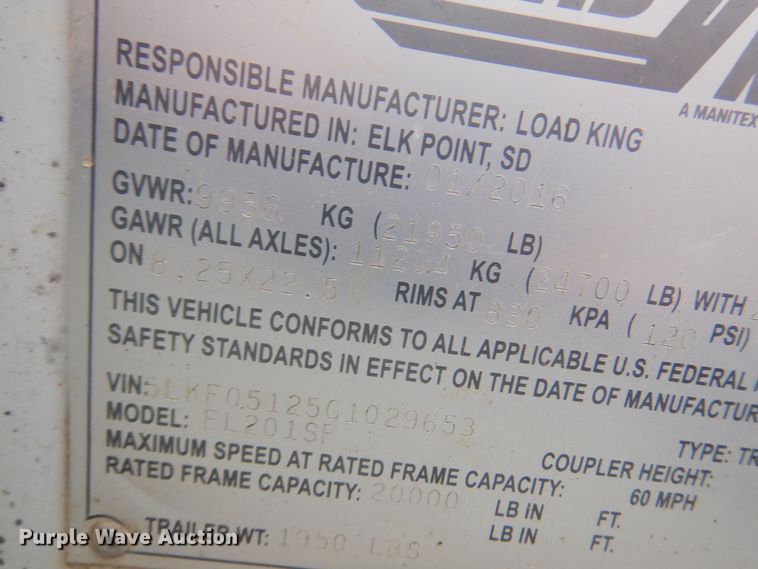 A MANITEX
RESPONSIBLE MANUFACTURER: LOAD KING
MANUFACTURED IN: ELK POINT, SD
DATE OF MANUFACTURE: 01/2016
GVWR: 9956 KG (21950 LB)
GAWR (ALL AXLES): 11204 KG (24700 LB) WITH
ON 8.25X22.5 RIMS AT 830 KPA (120 PSI)
THIS VEHICLE CONFORMS TO ALL APPLICABLE U.S. FEDERAL
SAFETY STANDARDS IN EFFECT ON THE DATE OF MANUFACTUR
VIN: 5LKF05125G1029653
MODEL: FL201SF TYPE: TR
MAXIMUM SPEED AT RATED FRAME CAPACITY: 60 MPH
COUPLER HEIGHT:
RATED FRAME CAPACITY: 20000 LB IN FT.
LB IN FT.
TRAILER WT: 1950 LBS
Purple Wave Auction
Purple Wave Auction